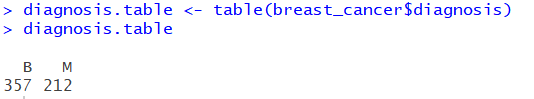 > diagnosis.table <- table(breast_cancer$diagnosis)
> diagnosis.table
B M
357 212